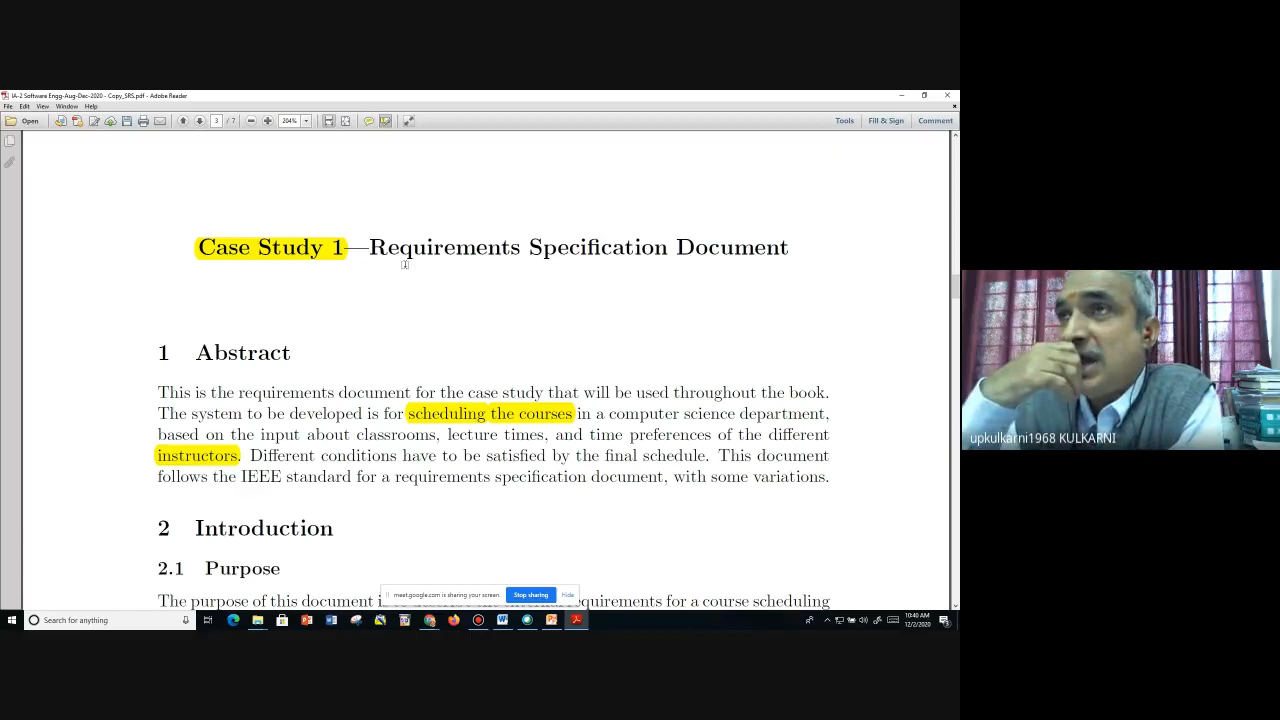 IA-2 Software Engg-Aug-Dec-2020 - Copy_SRS.pdf - Adobe Reader
File Edit View Window Help
Open 3 / 7 204% Tools Fill & Sign Comment
Case Study 1—Requirements Specification Document
1 Abstract
This is the requirements document for the case study that will be used throughout the book.
The system to be developed is for scheduling the courses in a computer science department,
based on the input about classrooms, lecture times, and time preferences of the different
instructors. Different conditions have to be satisfied by the final schedule. This document
follows the IEEE standard for a requirements specification document, with some variations.
2 Introduction
2.1 Purpose
The purpose of this document requirements for a course scheduling
meet.google.com is sharing your screen. Stop sharing Hide
Search for anything
10:40 AM
12/2/2020
upkulkarni1968 KULKARNI